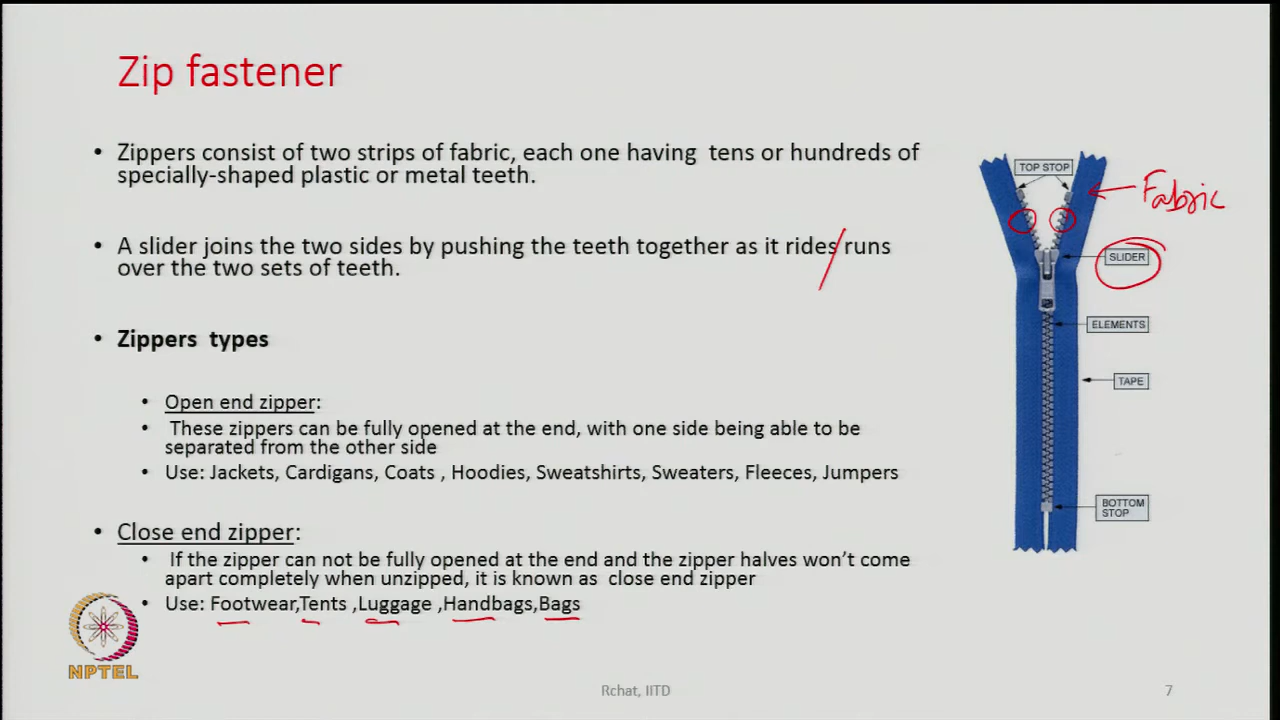 Zip fastener
• Zippers consist of two strips of fabric, each one having tens or hundreds of
specially-shaped plastic or metal teeth.
• A slider joins the two sides by pushing the teeth together as it rides/runs
over the two sets of teeth.
• Zippers types
• Open end zipper:
• These zippers can be fully opened at the end, with one side being able to be
separated from the other side
• Use: Jackets, Cardigans, Coats , Hoodies, Sweatshirts, Sweaters, Fleeces, Jumpers
• Close end zipper:
• If the zipper can not be fully opened at the end and the zipper halves won't come
apart completely when unzipped, it is known as close end zipper
• Use: Footwear,Tents ,Luggage ,Handbags,Bags
TOP STOP
Fabric
SLIDER
ELEMENTS
TAPE
BOTTOM
STOP
NPTEL
Rchat, IITD
7